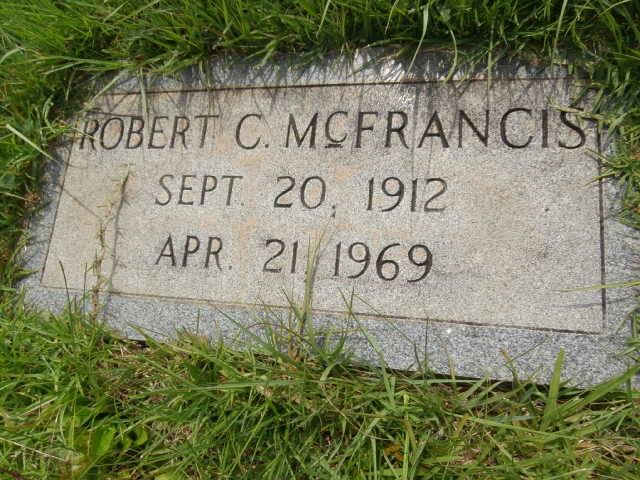 ROBERT C. McFRANCIS
SEPT. 20, 1912
APR. 21, 1969